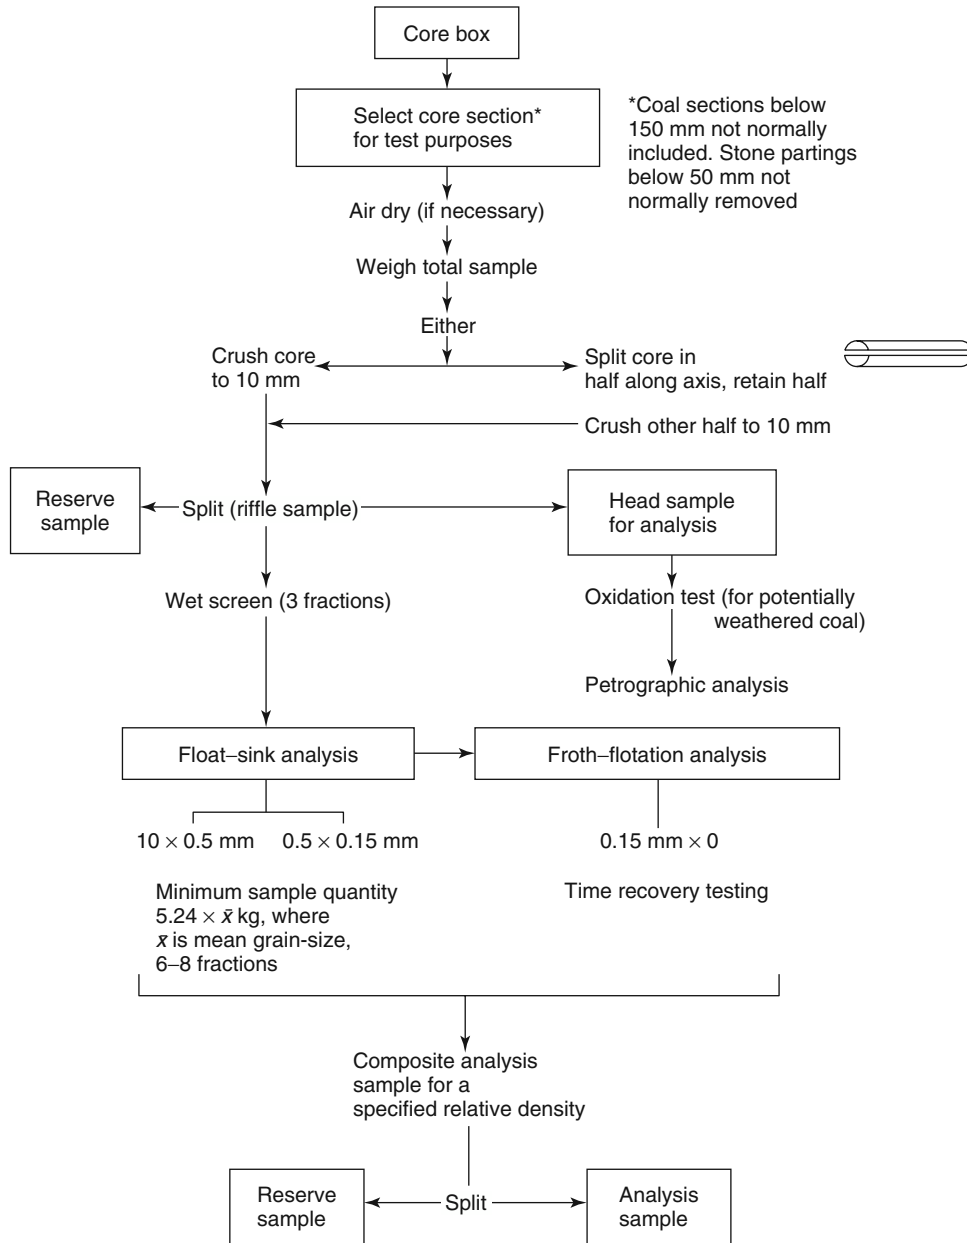 Core box
Select core section*
for test purposes
*Coal sections below
150 mm not normally
included. Stone partings
below 50 mm not
normally removed
Air dry (if necessary)
Weigh total sample
Either
Crush core
to 10 mm
Split core in
half along axis, retain half
Crush other half to 10 mm
Reserve
sample
Split (riffle sample)
Head sample
for analysis
Wet screen (3 fractions)
Oxidation test (for potentially
weathered coal)
Petrographic analysis
Float–sink analysis
Froth–flotation analysis
10 × 0.5 mm
0.5 × 0.15 mm
0.15 mm × 0
Minimum sample quantity
5.24 × x̄ kg, where
x̄ is mean grain-size,
6–8 fractions
Time recovery testing
Composite analysis
sample for a
specified relative density
Reserve
sample
Split
Analysis
sample